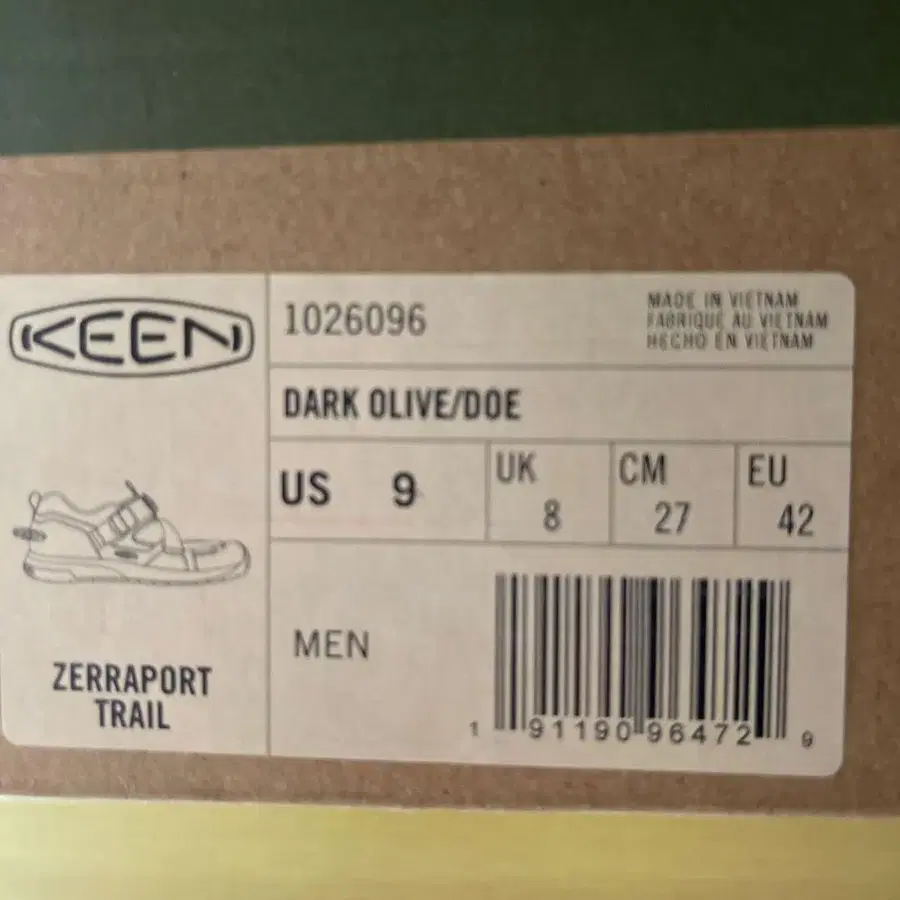 KEEN
1026096
MADE IN VIETNAM
FABRIQUÉ AU VIETNAM
HECHO EN VIETNAM
DARK OLIVE/DOE
US 9
UK 8
CM 27
EU 42
MEN
ZERRAPORT
TRAIL
1 91190 96472 9